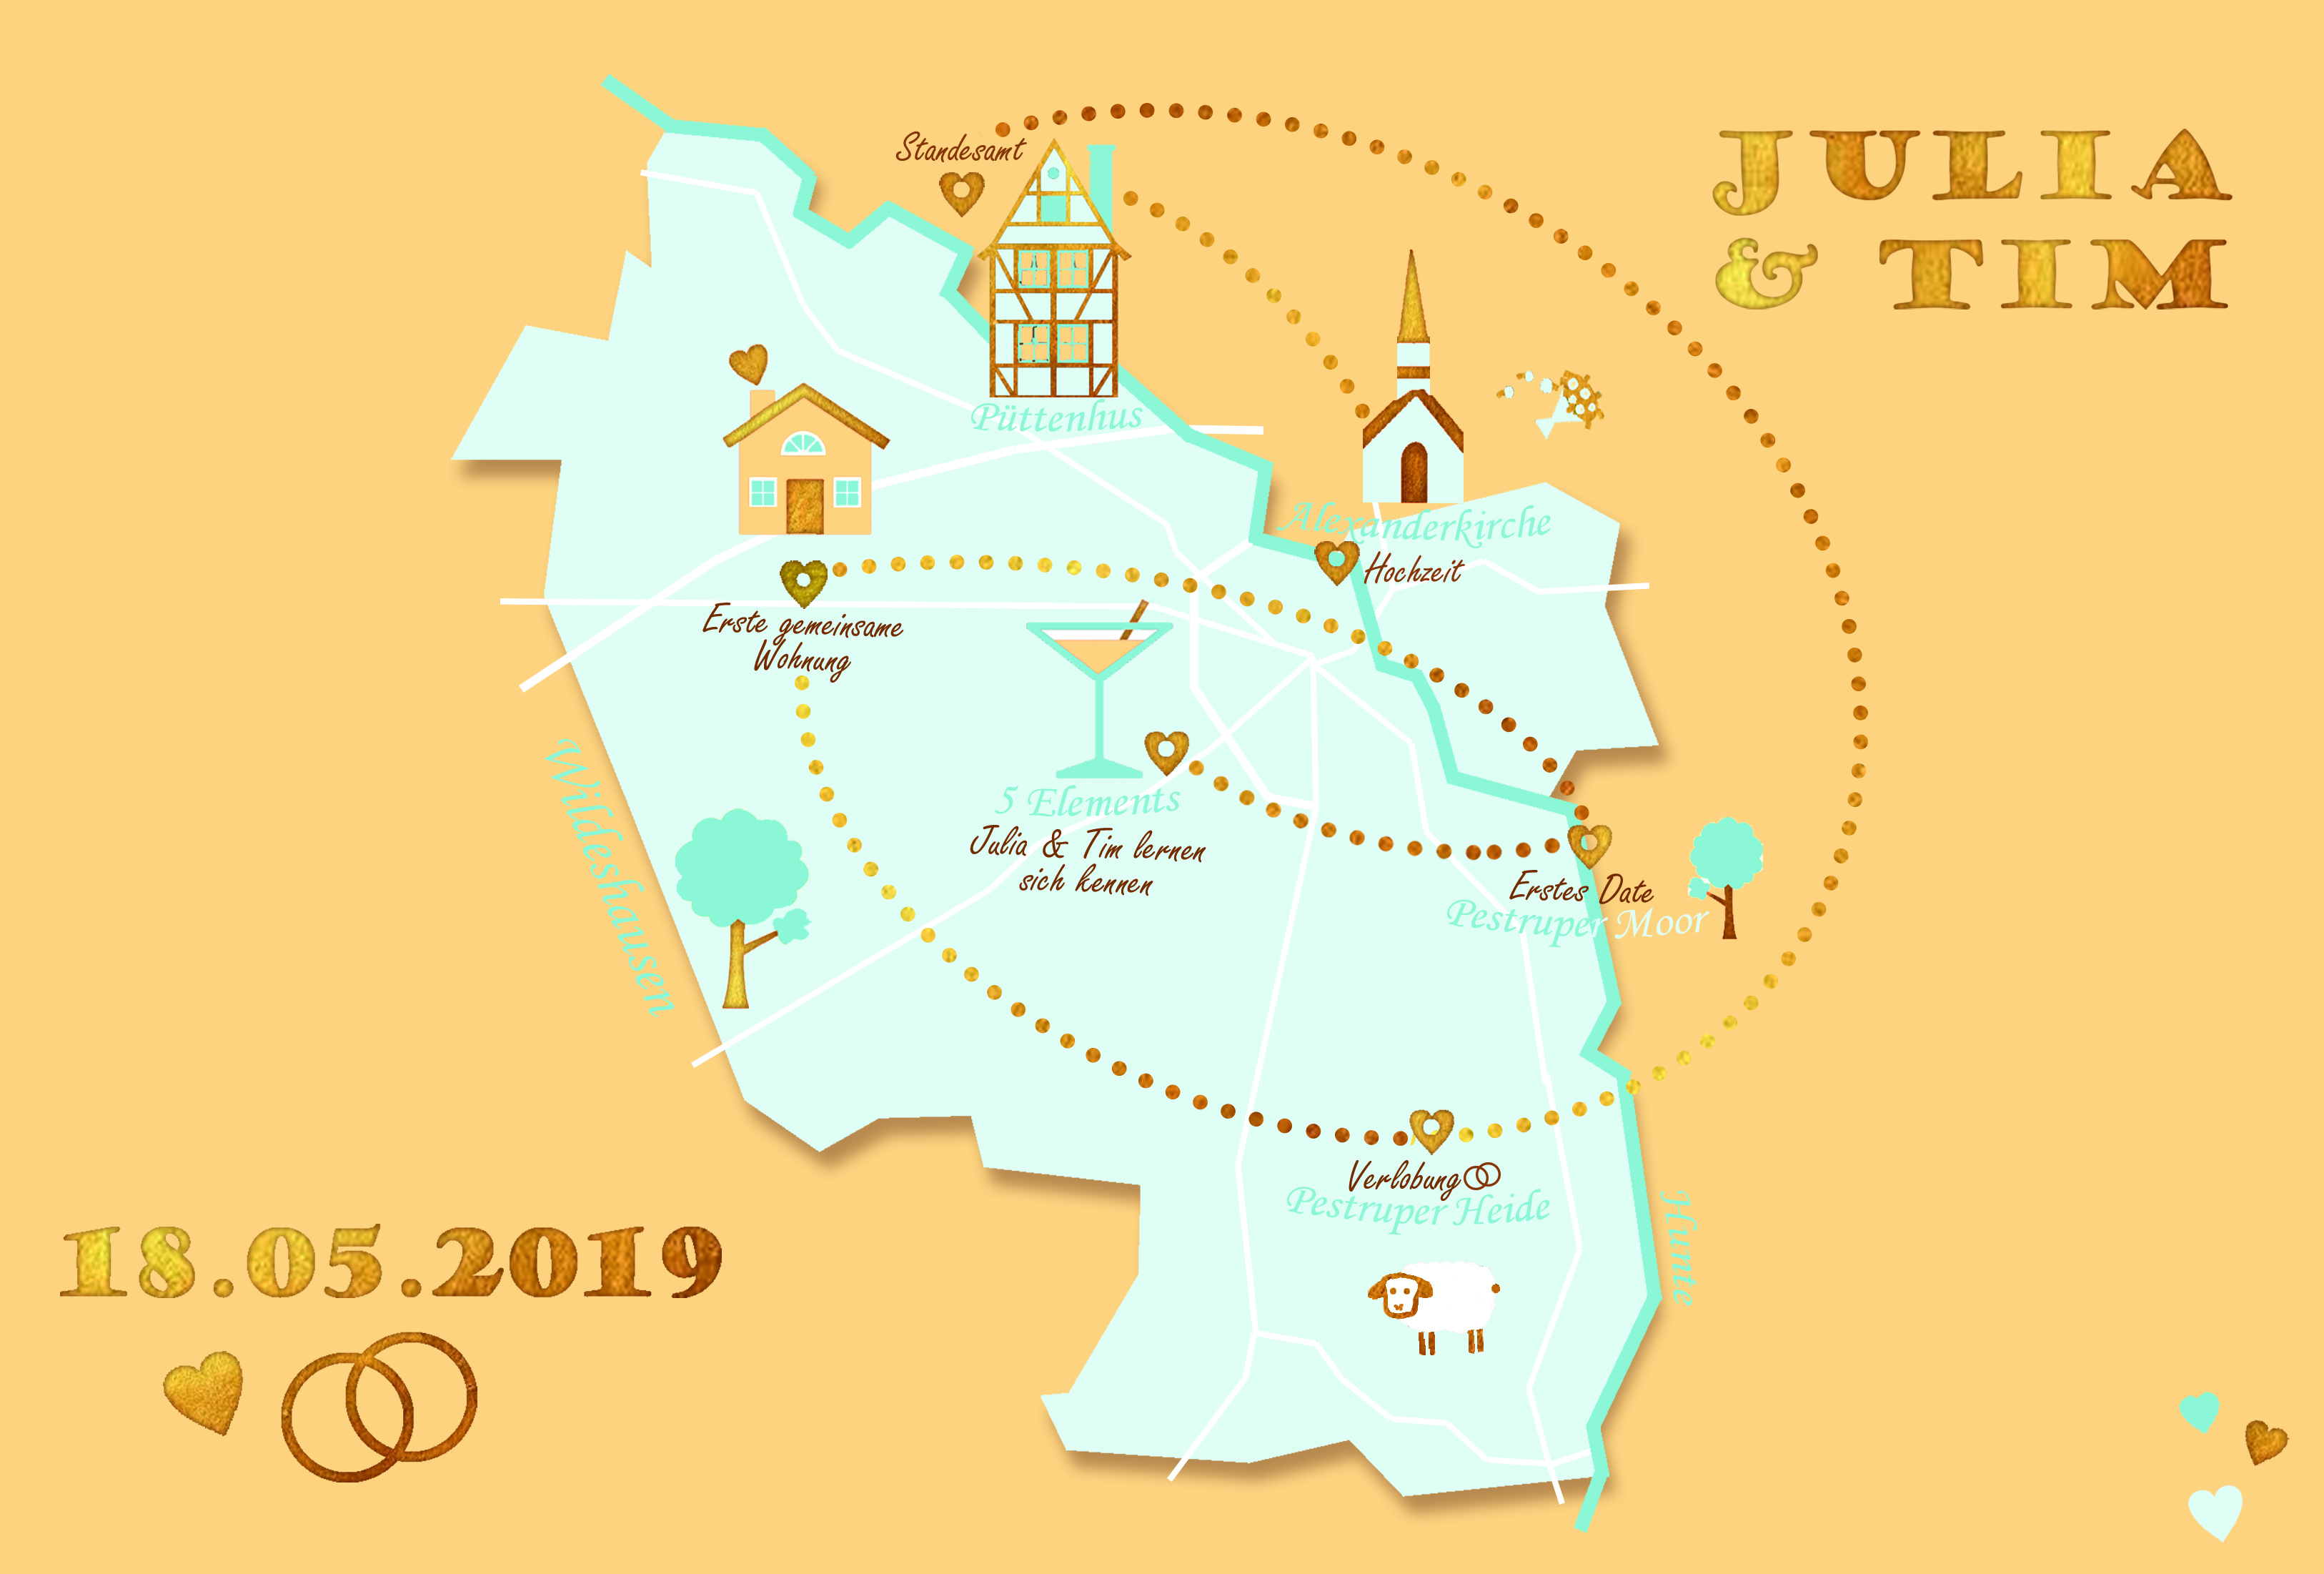 JULIA
& TIM
Standesamt
Püttenhus
Alexanderkirche
Hochzeit
Erste gemeinsame
Wohnung
5 Elements
Julia & Tim lernen
sich kennen
Wildeshausen
Erstes Date
Pestruper Moor
Verlobung
Pestruper Heide
Hunte
18.05.2019